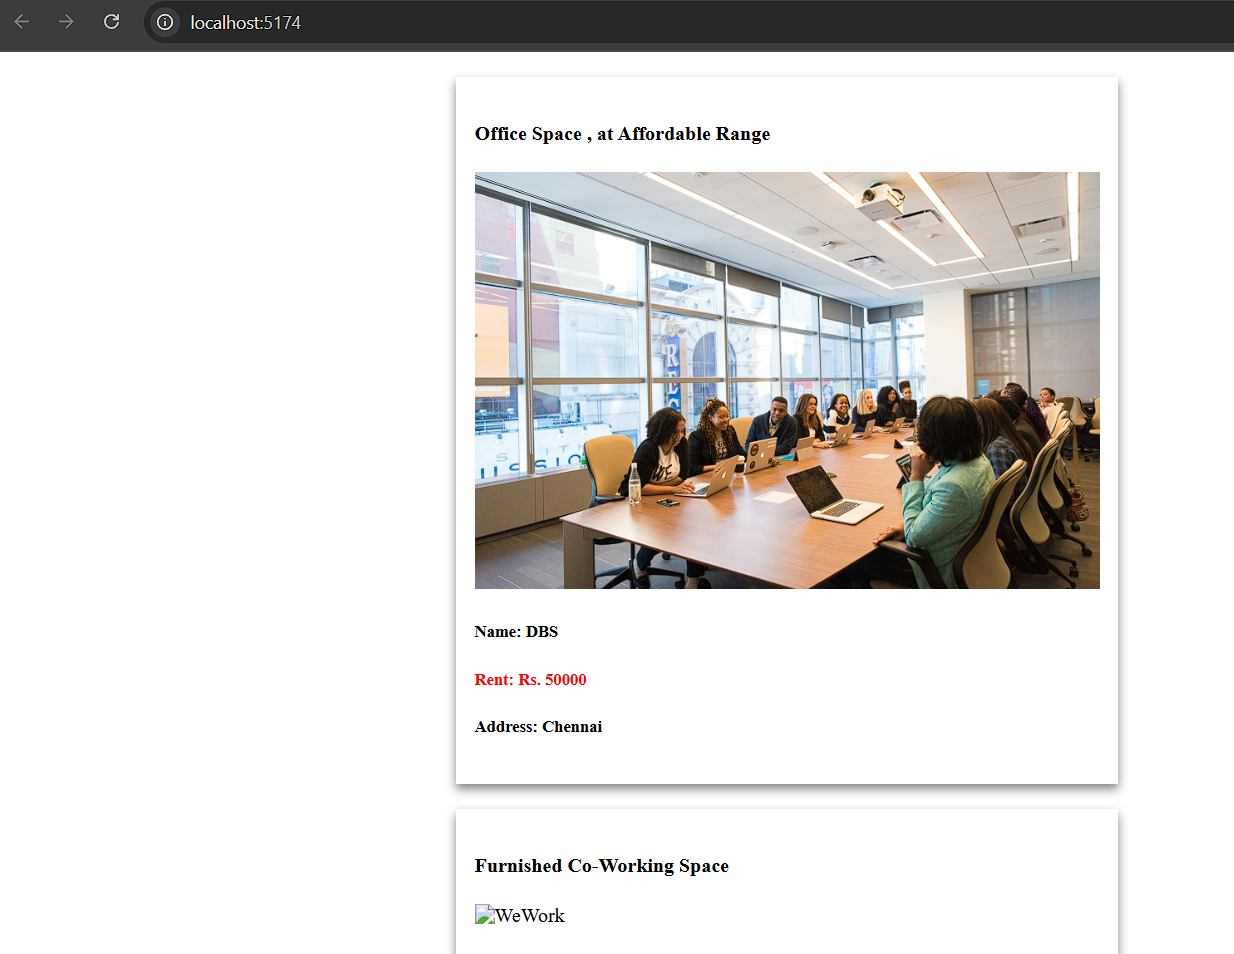 localhost:5174
Office Space , at Affordable Range
Name: DBS
Rent: Rs. 50000
Address: Chennai
Furnished Co-Working Space
WeWork